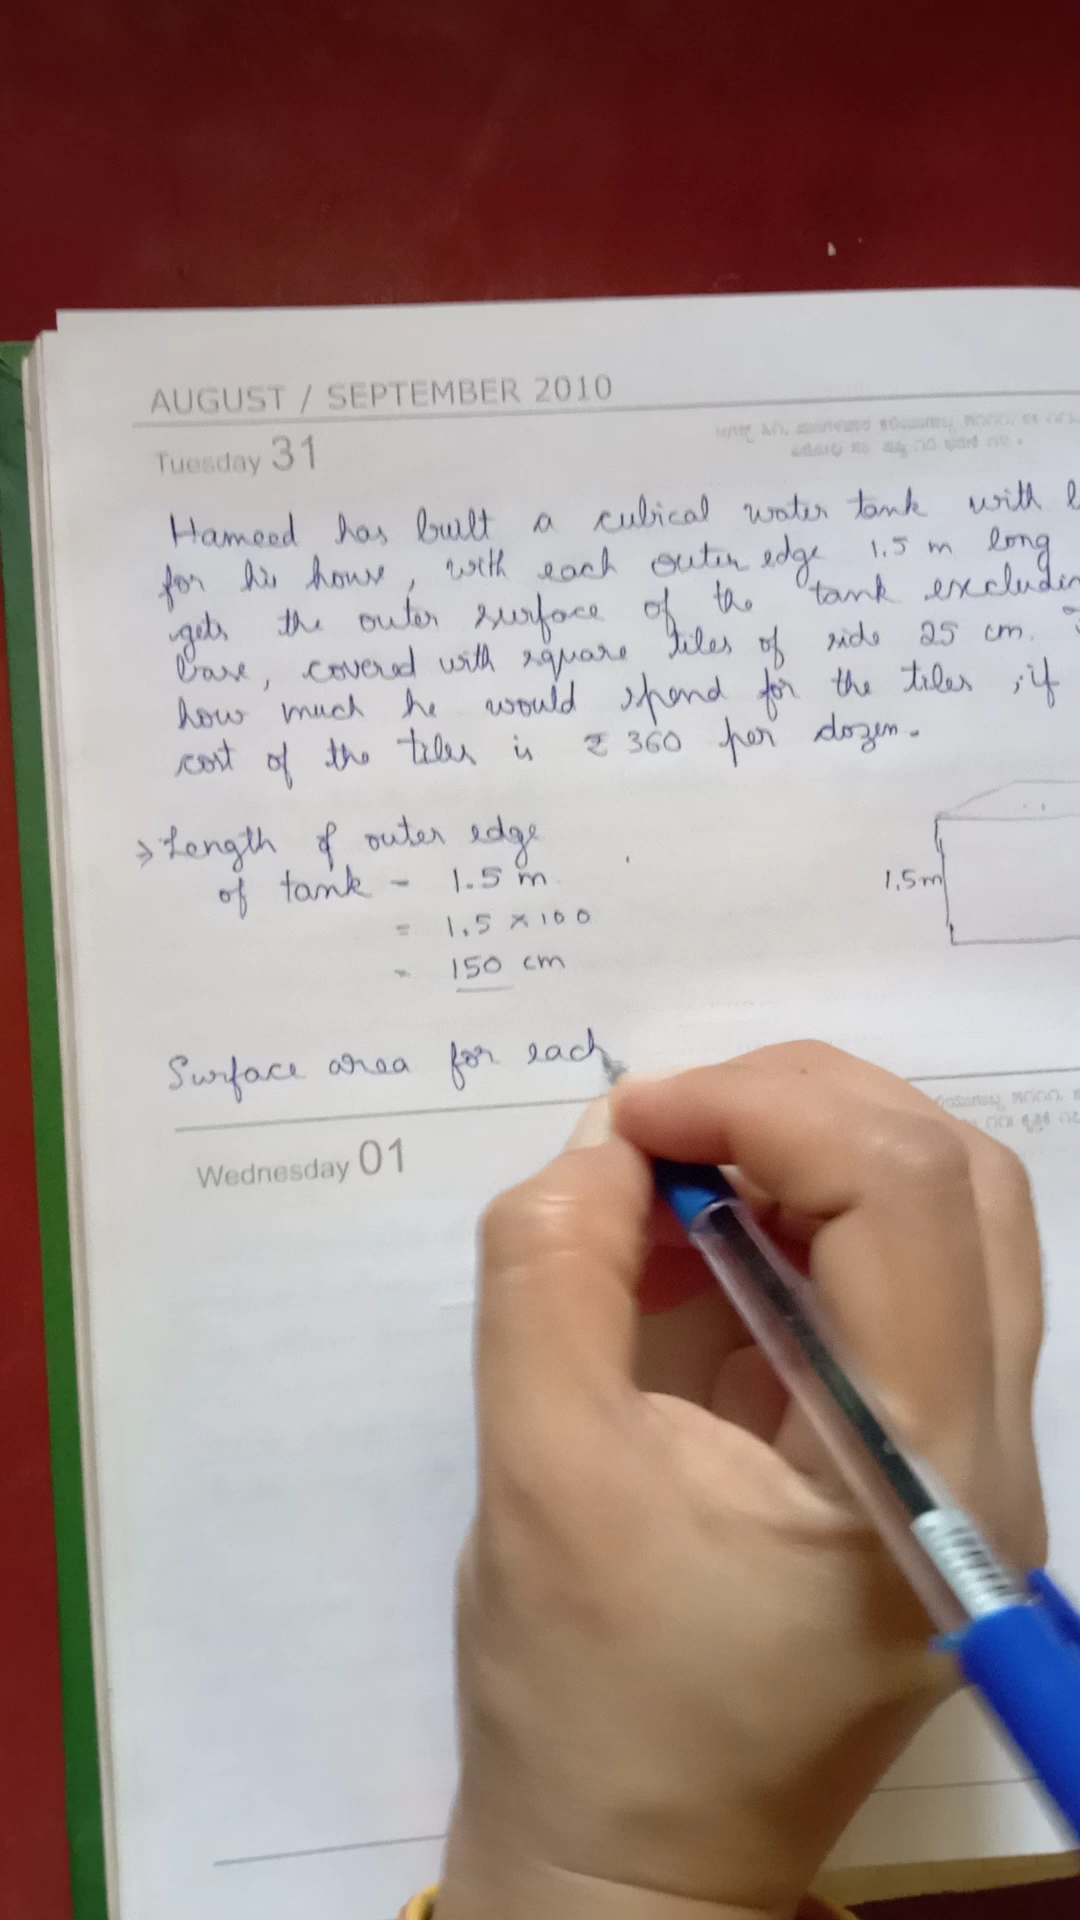 AUGUST / SEPTEMBER 2010
Tuesday 31
Hameed has built a cubical water tank with
for his house, with each outer edge 1.5 m long
gets the outer surface of the tank excludin
base, covered with square tiles of side 25 cm.
how much he would spend for the tiles, if
cost of the tiles is ₹ 360 per dozen.
→ Length of outer edge
of tank - 1.5 m
= 1.5 × 100
= 150 cm
1.5m
Surface area for each
Wednesday 01